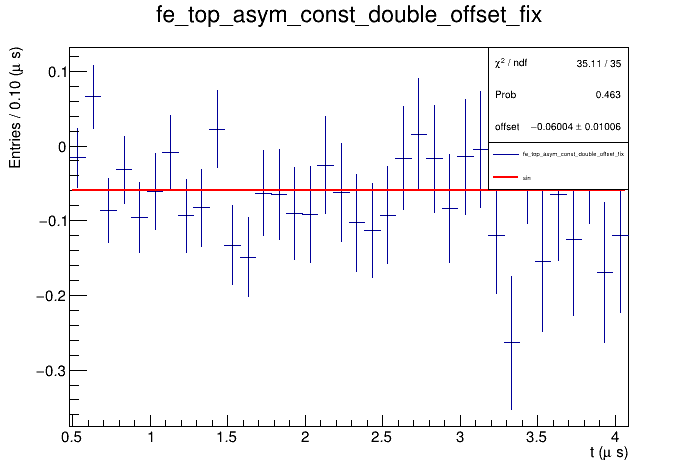 fe_top_asym_const_double_offset_fix
Entries / 0.10 (μ s)
χ² / ndf 35.11 / 35
Prob 0.463
offset −0.06004 ± 0.01006
fe_top_asym_const_double_offset_fix
sin
0.1
0
−0.1
−0.2
−0.3
0.5 1 1.5 2 2.5 3 3.5 4
t (μ s)